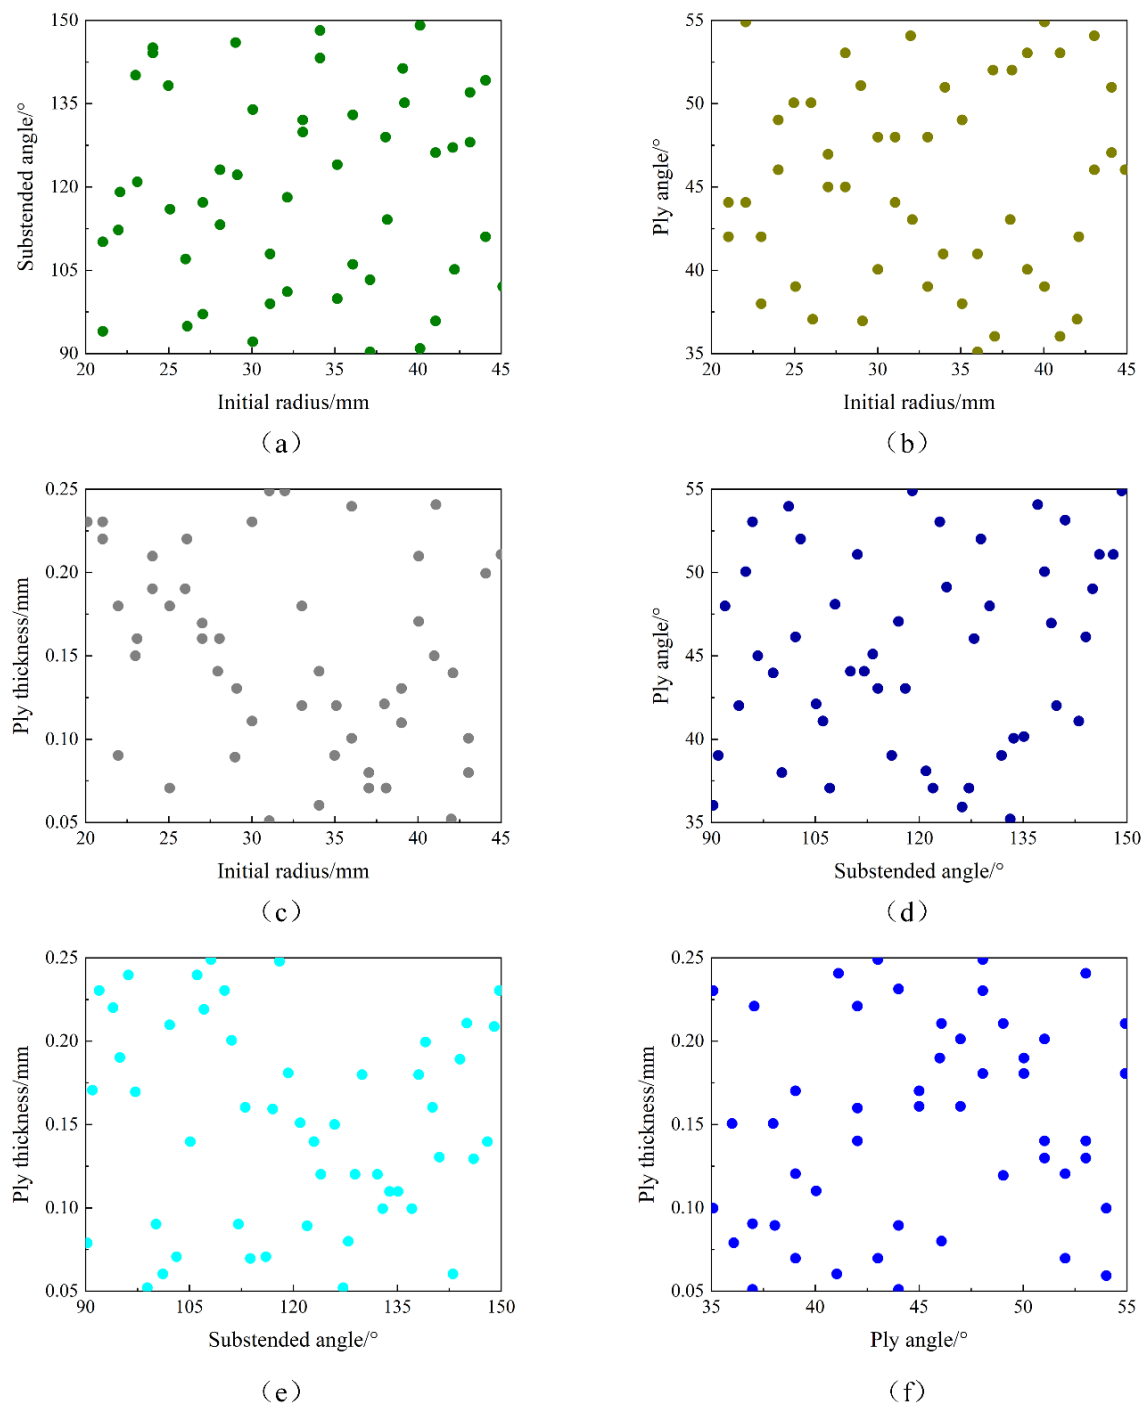 150
135
120
105
90
Substended angle/°
20 25 30 35 40 45
Initial radius/mm
（a）
55
50
45
40
35
Ply angle/°
20 25 30 35 40 45
Initial radius/mm
（b）
0.25
0.20
0.15
0.10
0.05
Ply thickness/mm
20 25 30 35 40 45
Initial radius/mm
（c）
55
50
45
40
35
Ply angle/°
90 105 120 135 150
Substended angle/°
（d）
0.25
0.20
0.15
0.10
0.05
Ply thickness/mm
90 105 120 135 150
Substended angle/°
（e）
0.25
0.20
0.15
0.10
0.05
Ply thickness/mm
35 40 45 50 55
Ply angle/°
（f）